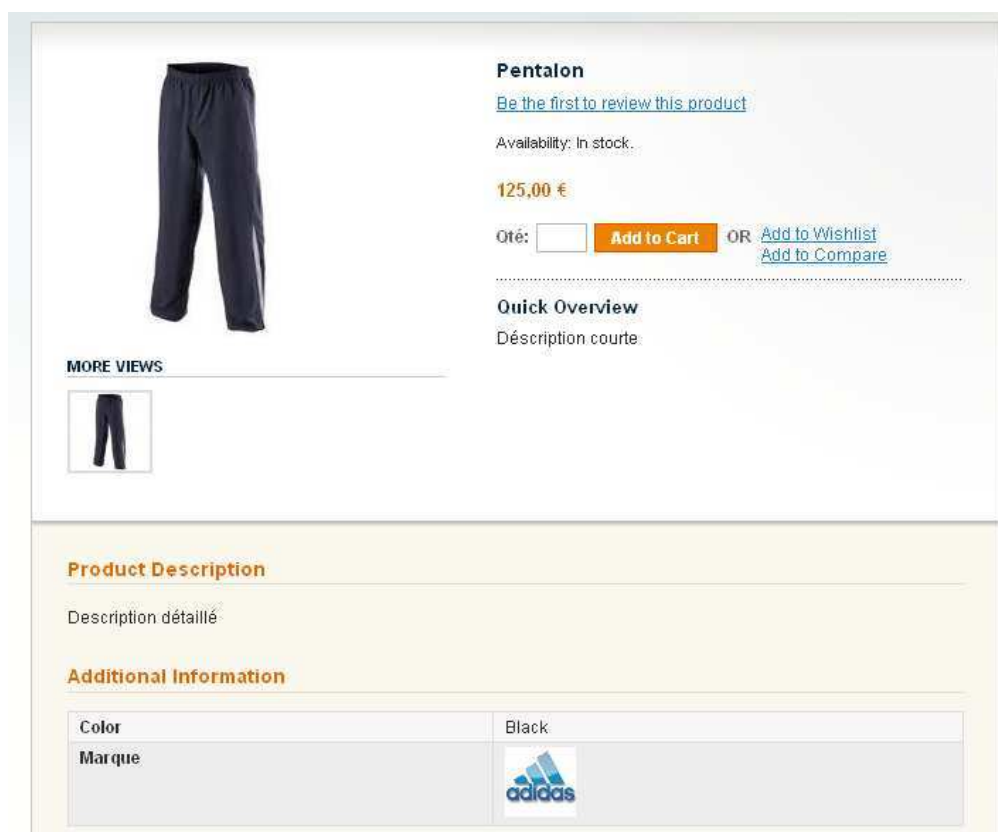 Pentalon
Be the first to review this product
Availability: In stock.
125,00 €
Qté:
Add to Cart
OR
Add to Wishlist
Add to Compare
Quick Overview
Déscription courte
MORE VIEWS
Product Description
Description détaillé
Additional Information
Color Black
Marque
adidas